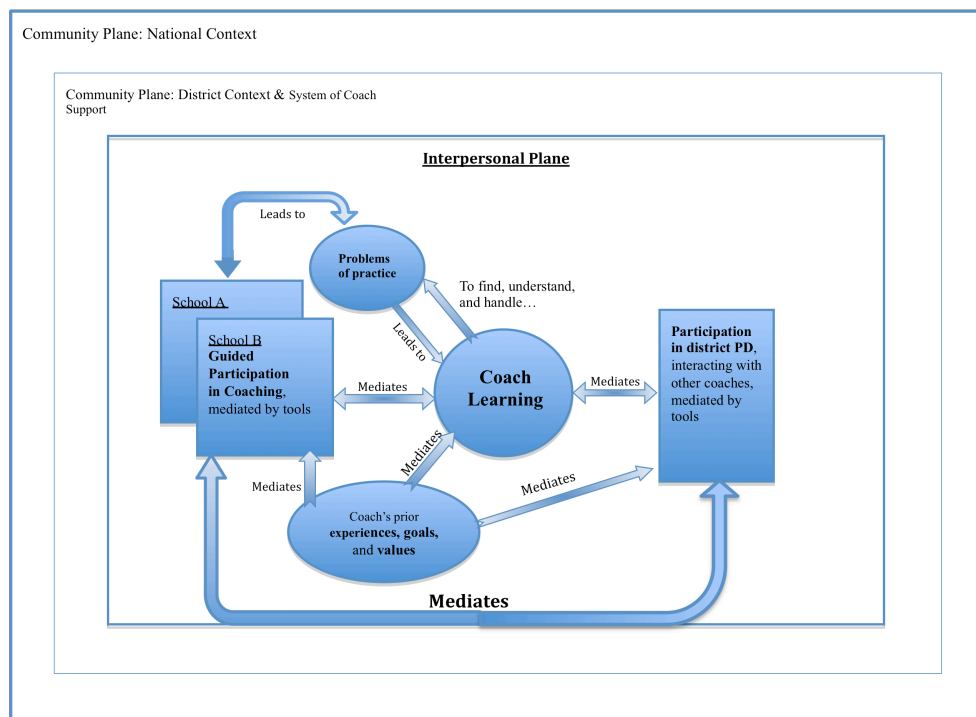 Community Plane: National Context
Community Plane: District Context & System of Coach
Support
Interpersonal Plane
Leads to
Problems
of practice
To find, understand,
and handle…
School A
School B
Guided
Participation
in Coaching,
mediated by tools
Leads to
Mediates
Coach
Learning
Mediates
Participation
in district PD,
interacting with
other coaches,
mediated by
tools
Mediates
Mediates
Mediates
Coach’s prior
experiences, goals,
and values
Mediates